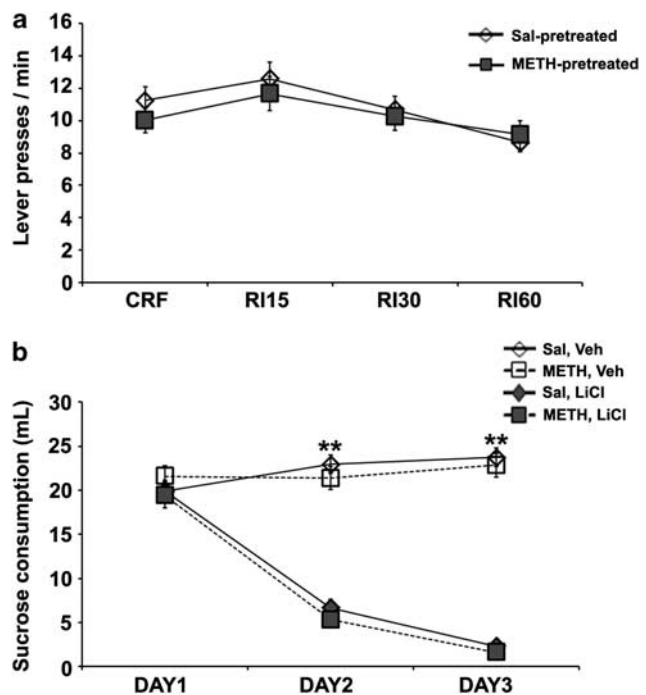 a
16
14
12
10
8
6
4
2
0
Lever presses / min
Sal-pretreated
METH-pretreated
CRF RI15 RI30 RI60
b
Sal, Veh
METH, Veh
Sal, LiCl
METH, LiCl
30
25
20
15
10
5
0
Sucrose consumption (mL)
** **
DAY1 DAY2 DAY3